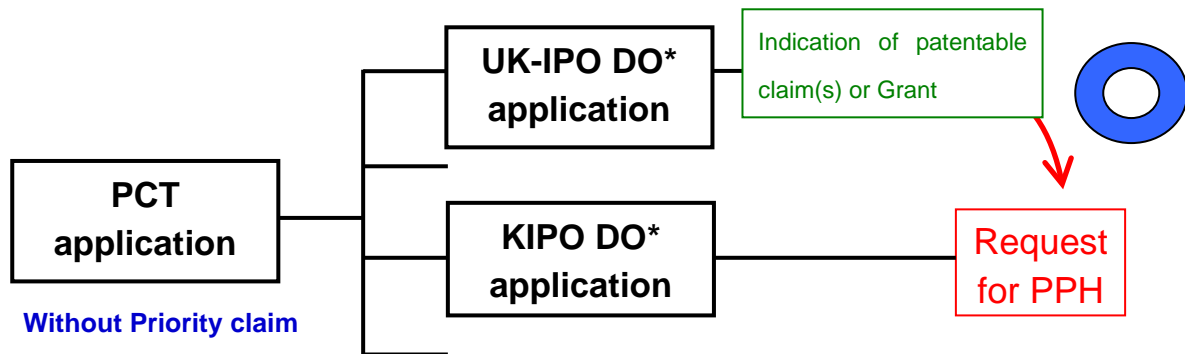 UK-IPO DO*
application
Indication of patentable
claim(s) or Grant
PCT
application
Without Priority claim
KIPO DO*
application
Request
for PPH